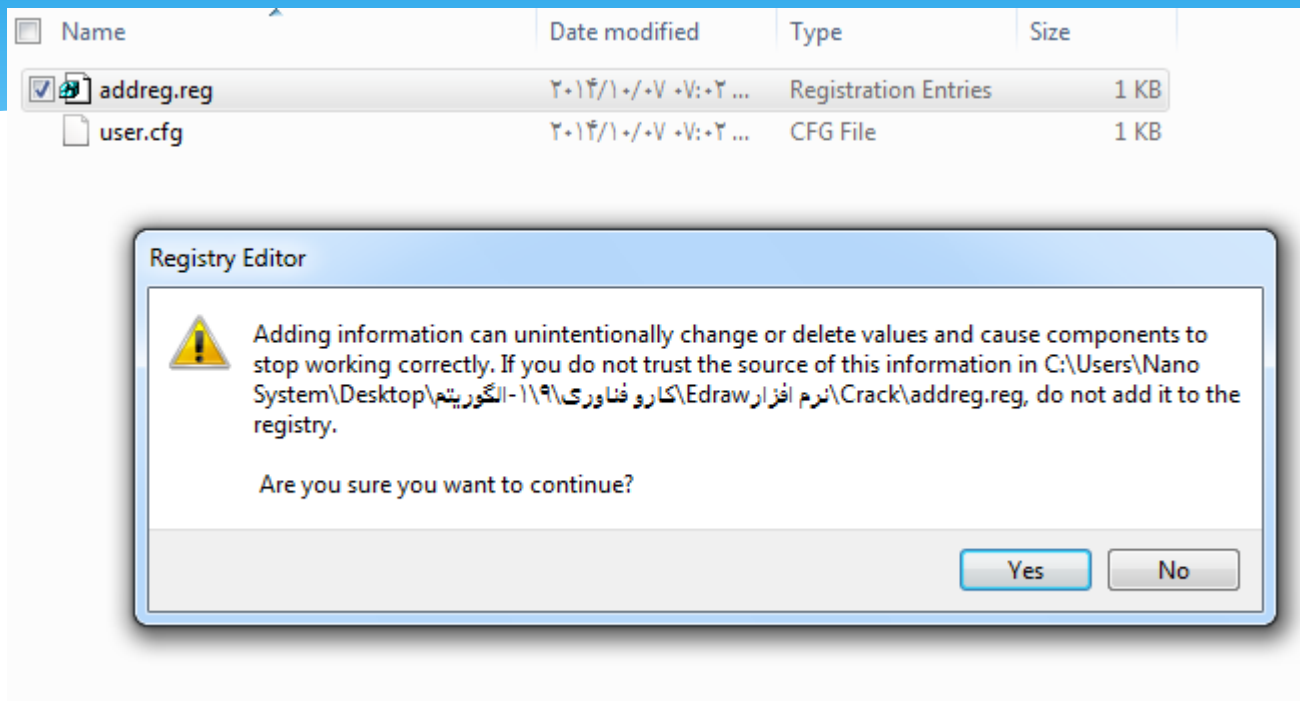 Name Date modified Type Size
addreg.reg ۲۰۱۴/۱۰/۰۷ ۰۷:۰۲ ... Registration Entries 1 KB
user.cfg ۲۰۱۴/۱۰/۰۷ ۰۷:۰۲ ... CFG File 1 KB
Registry Editor
Adding information can unintentionally change or delete values and cause components to
stop working correctly. If you do not trust the source of this information in C:\Users\Nano
System\Desktop\کارو فناوری\۹\۱-الگوریتم\Edrawنرم افزار\Crack\addreg.reg, do not add it to the
registry.
Are you sure you want to continue?
Yes No